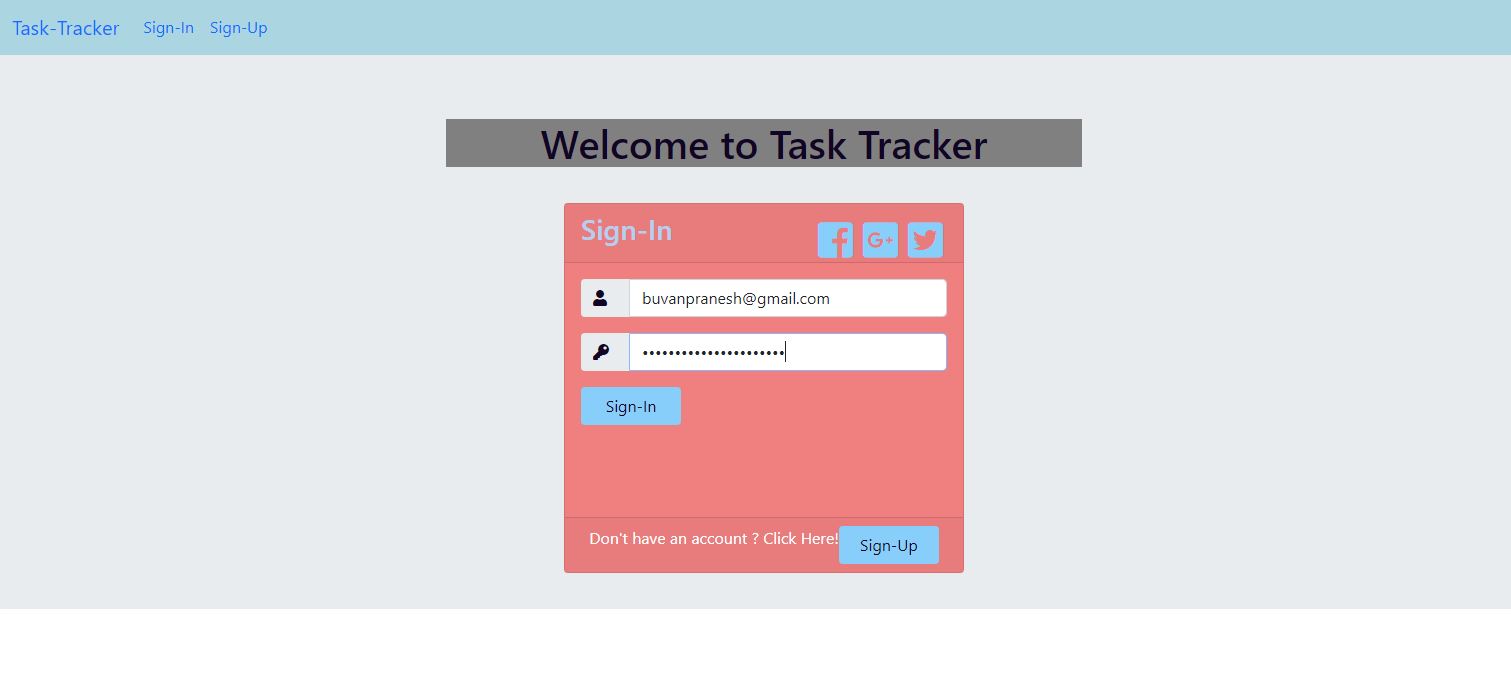 Task-Tracker Sign-In Sign-Up
Welcome to Task Tracker
Sign-In
G+
buvanpranesh@gmail.com
••••••••••••••••••••••
Sign-In
Don't have an account ? Click Here! Sign-Up